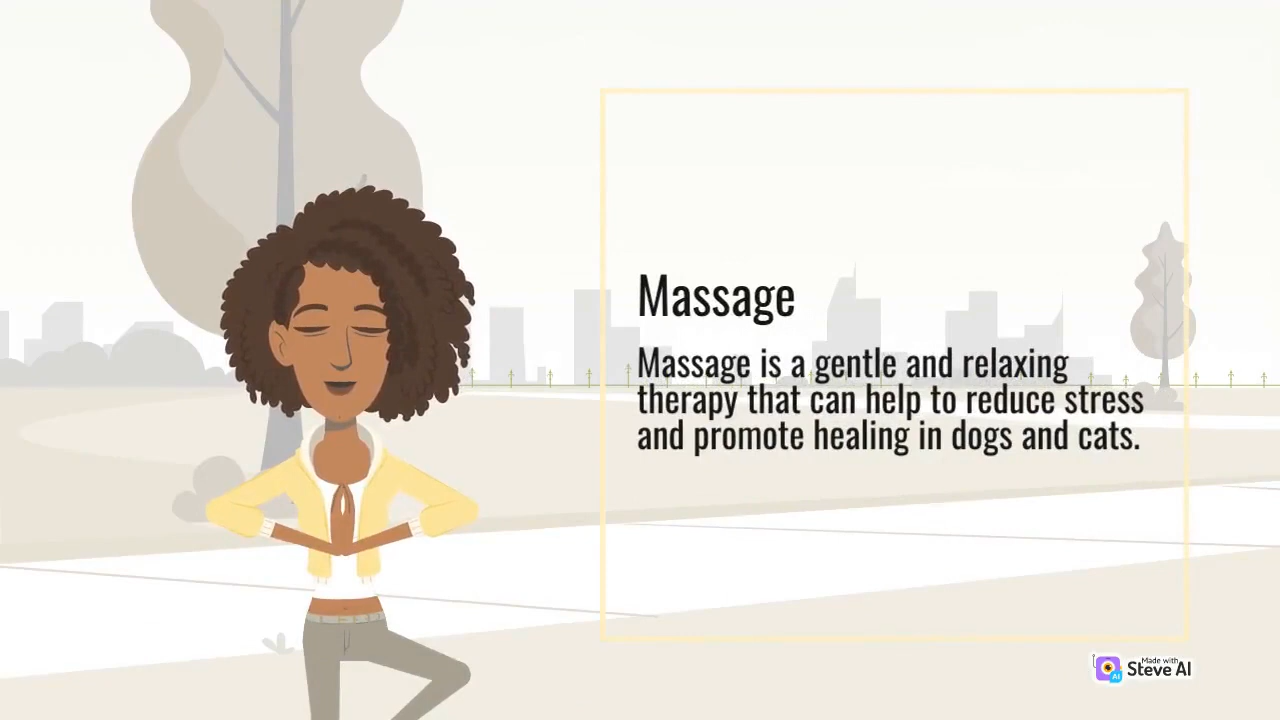 Massage
Massage is a gentle and relaxing
therapy that can help to reduce stress
and promote healing in dogs and cats.
Made with
Steve AI
AI